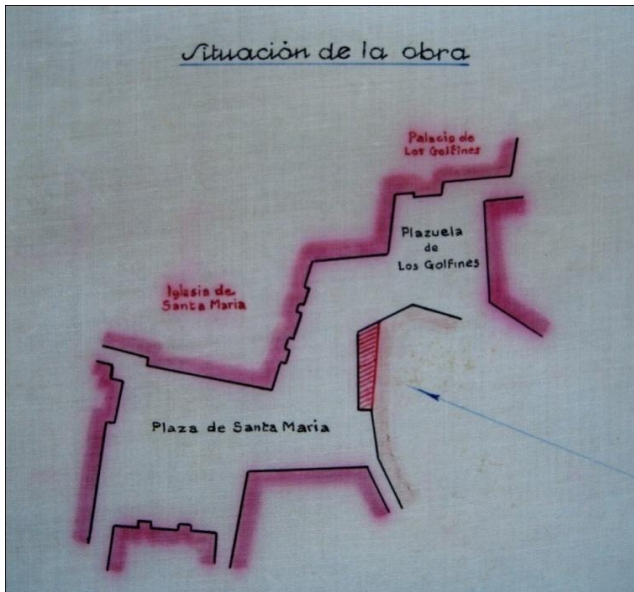 Situación de la obra
Palacio de
Los Golfines
Plazuela
de
Los Golfines
Iglesia de
Santa Maria
Plaza de Santa Maria